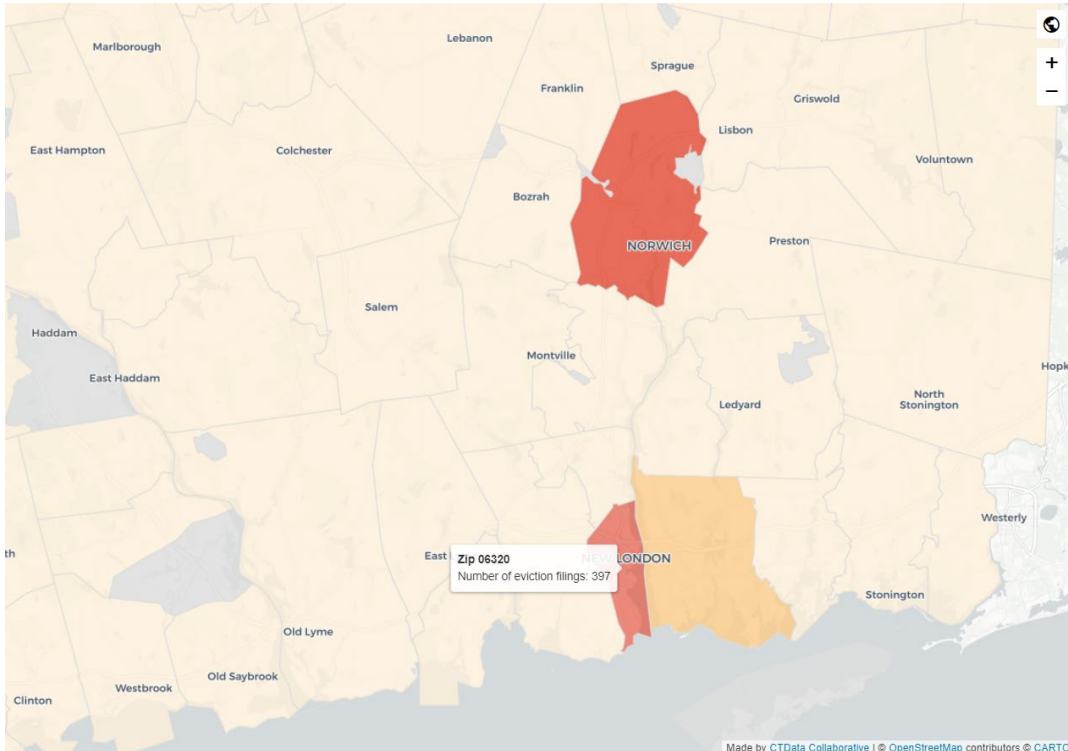 Marlborough
Lebanon
Sprague
Franklin
Griswold
Lisbon
East Hampton
Colchester
Voluntown
Bozrah
NORWICH
Preston
Salem
Haddam
Montville
Hopk
East Haddam
Ledyard
North
Stonington
Westerly
th
East
NEW LONDON
Zip 06320
Number of eviction filings: 397
Stonington
Old Lyme
Old Saybrook
Westbrook
Clinton
+
−
Made by CTData Collaborative | © OpenStreetMap contributors © CARTO